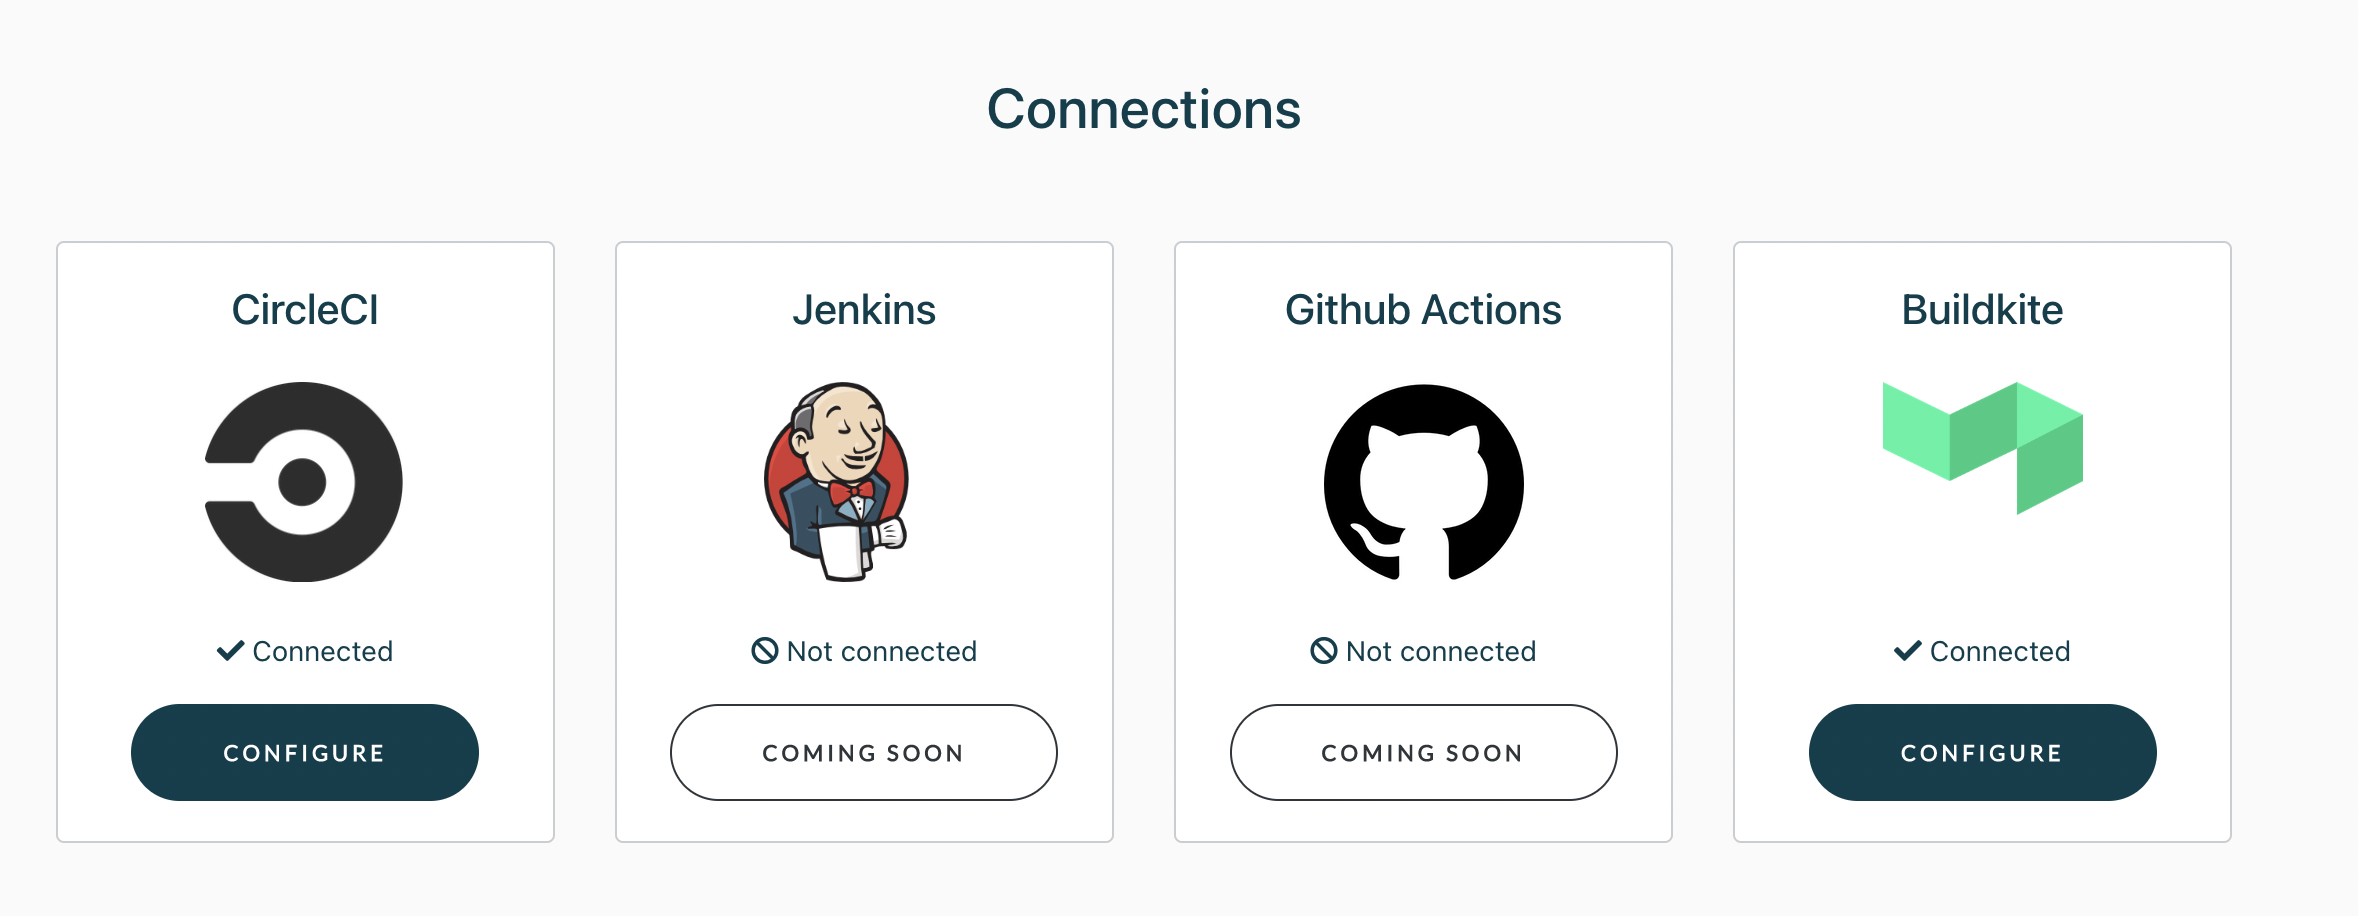 Connections
CircleCI
Connected
CONFIGURE
Jenkins
Not connected
COMING SOON
Github Actions
Not connected
COMING SOON
Buildkite
Connected
CONFIGURE